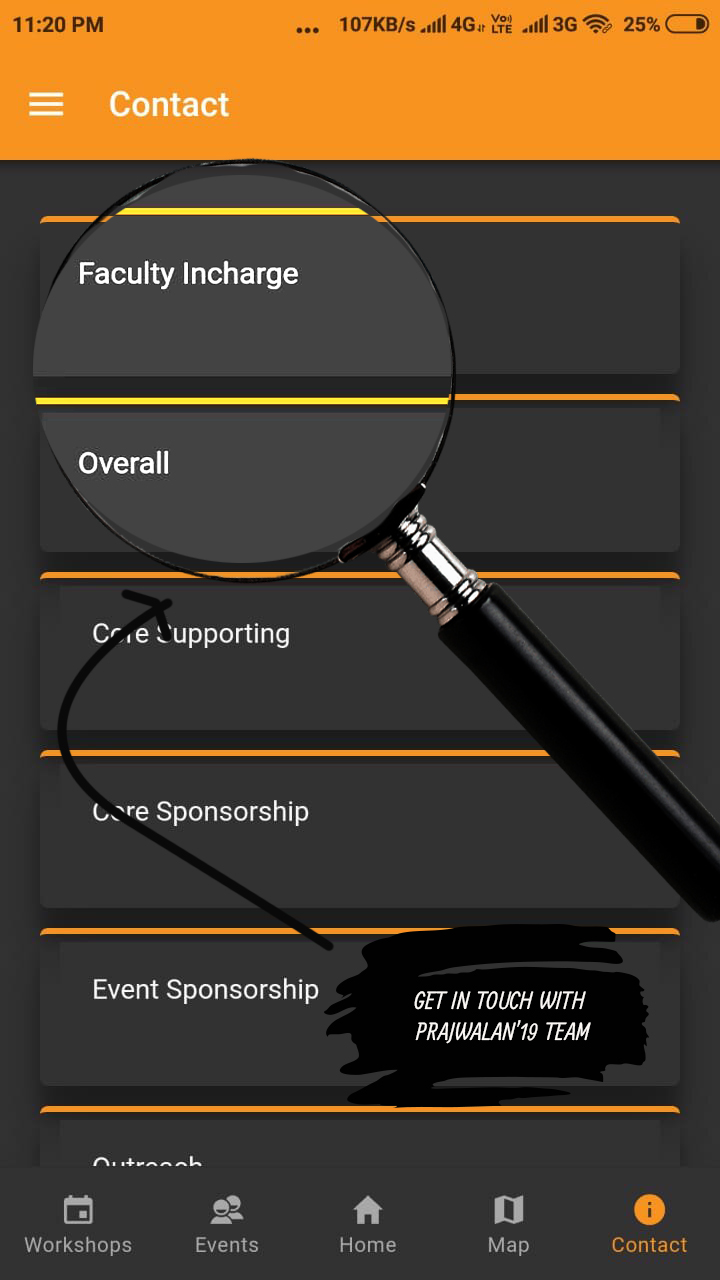 11:20 PM ... 107KB/s 4G Vo) LTE 3G 25%
Contact
Faculty Incharge
Overall
Core Supporting
Core Sponsorship
Event Sponsorship
GET IN TOUCH WITH
PRAJWALAN'19 TEAM
Outreach
Workshops Events Home Map Contact